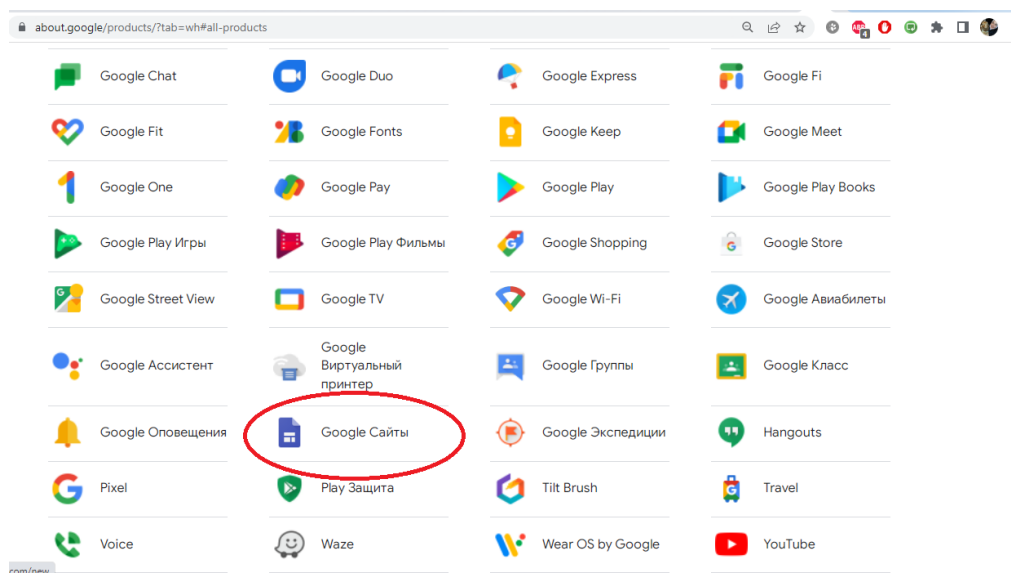 about.google/products/?tab=wh#all-products
ABP
4
Google Chat
Google Duo
Google Express
Google Fi
Google Fit
Google Fonts
Google Keep
Google Meet
Google One
Google Pay
Google Play
Google Play Books
Google Play Игры
Google Play Фильмы
Google Shopping
Google Store
Google Street View
Google TV
Google Wi-Fi
Google Авиабилеты
Google Ассистент
Google
Виртуальный
принтер
Google Группы
Google Класс
Google Оповещения
Google Сайты
Google Экспедиции
Hangouts
Pixel
Play Защита
Tilt Brush
Travel
Voice
Waze
Wear OS by Google
YouTube
com/new